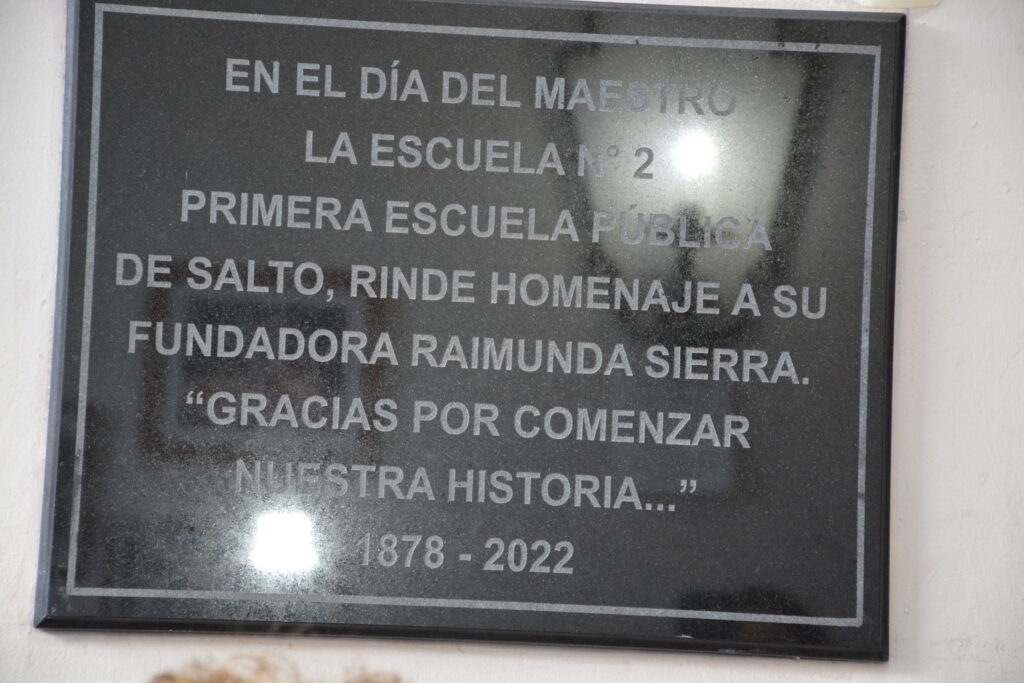 EN EL DÍA DEL MAESTRO
LA ESCUELA N° 2
PRIMERA ESCUELA PÚBLICA
DE SALTO, RINDE HOMENAJE A SU
FUNDADORA RAIMUNDA SIERRA.
“GRACIAS POR COMENZAR
NUESTRA HISTORIA...”
1878 - 2022